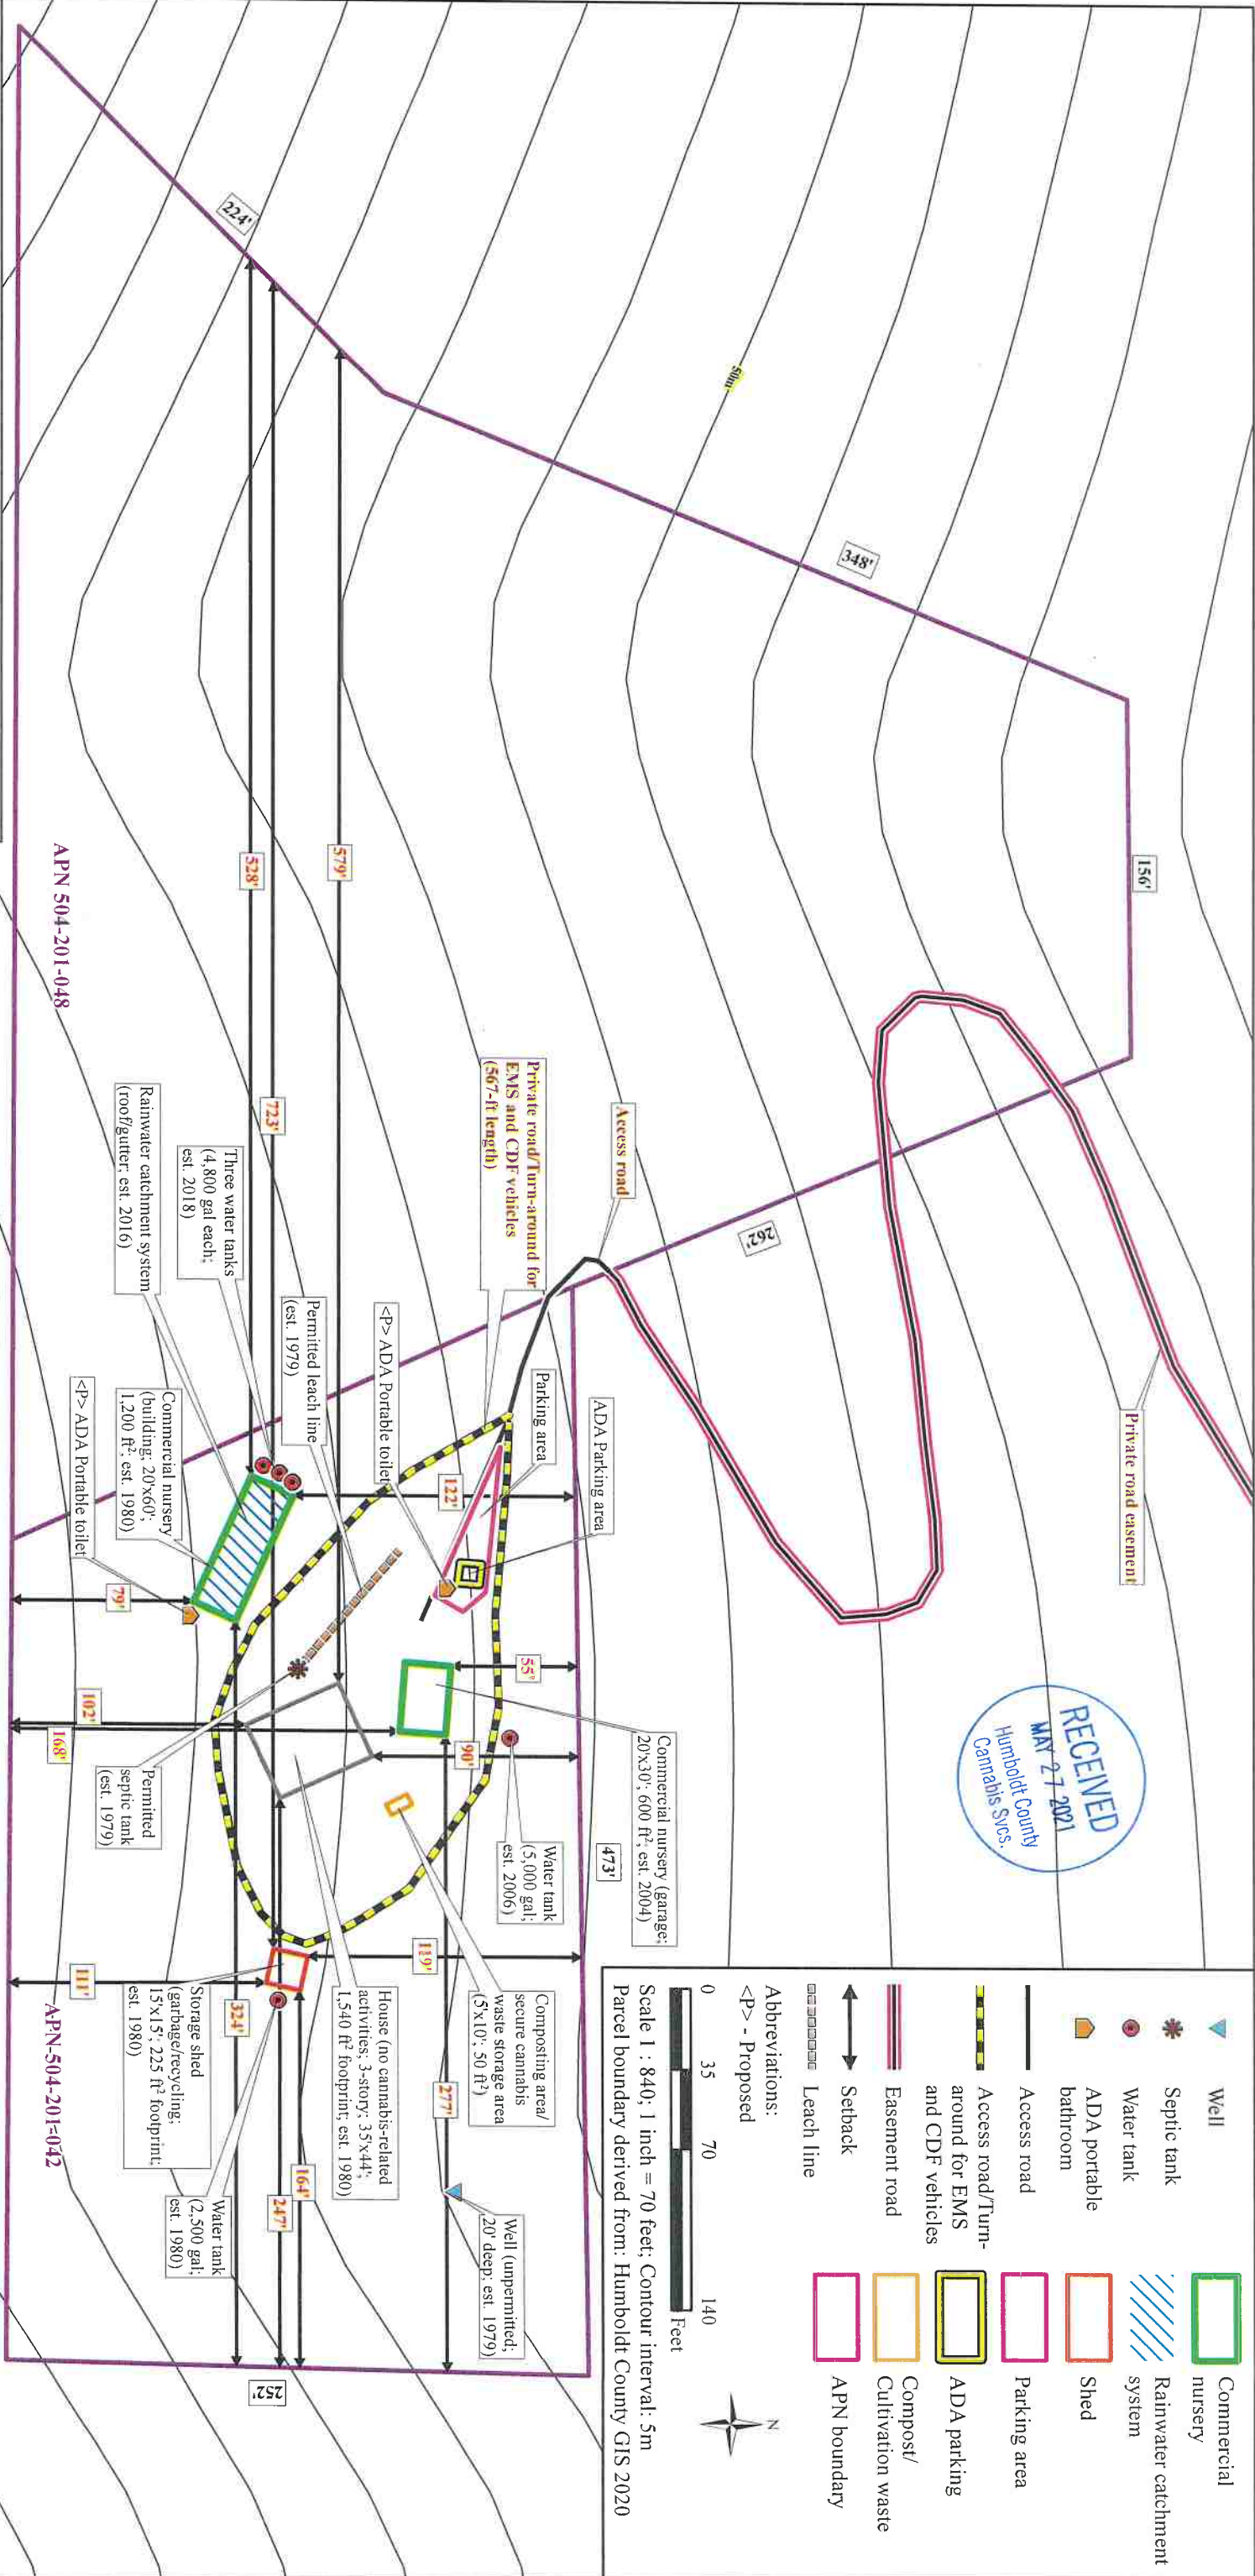 224'
348'
156'
262'
473'
252'
50m
528'
579'
723'
APN 504-201-048
APN-504-201-042
Access road
Private road easement
Private road/Turn-around for
EMS and CDF vehicles
(567-ft length)
ADA Parking area
Parking area
<P> ADA Portable toilet
Permitted leach line
(est. 1979)
Three water tanks
(4,800 gal each;
est. 2018)
Rainwater catchment system
(roof/gutter; est. 2016)
Commercial nursery
(building; 20'x60';
1,200 ft²; est. 1980)
<P> ADA Portable toilet
122'
79'
55'
102'
168'
90'
119'
111'
324'
277'
164'
247'
Commercial nursery (garage;
20'x30'; 600 ft²; est. 2004)
Water tank
(5,000 gal;
est. 2006)
Permitted
septic tank
(est. 1979)
Composting area/
secure cannabis
waste storage area
(5'x10'; 50 ft²)
House (no cannabis-related
activities; 3-story; 35'x44';
1,540 ft² footprint; est. 1980)
Storage shed
(garbage/recycling;
15'x15'; 225 ft² footprint;
est. 1980)
Water tank
(2,500 gal;
est. 1980)
Well (unpermitted;
20' deep; est. 1979)
RECEIVED
MAY 27 2021
Humboldt County
Cannabis Svcs.
Well
Septic tank
Water tank
ADA portable
bathroom
Access road
Access road/Turn-
around for EMS
and CDF vehicles
Easement road
Setback
Leach line
Commercial
nursery
Rainwater catchment
system
Shed
Parking area
ADA parking
Compost/
Cultivation waste
APN boundary
Abbreviations:
<P> - Proposed
N
0 35 70 140
Feet
Scale 1 : 840; 1 inch = 70 feet; Contour interval: 5m
Parcel boundary derived from: Humboldt County GIS 2020